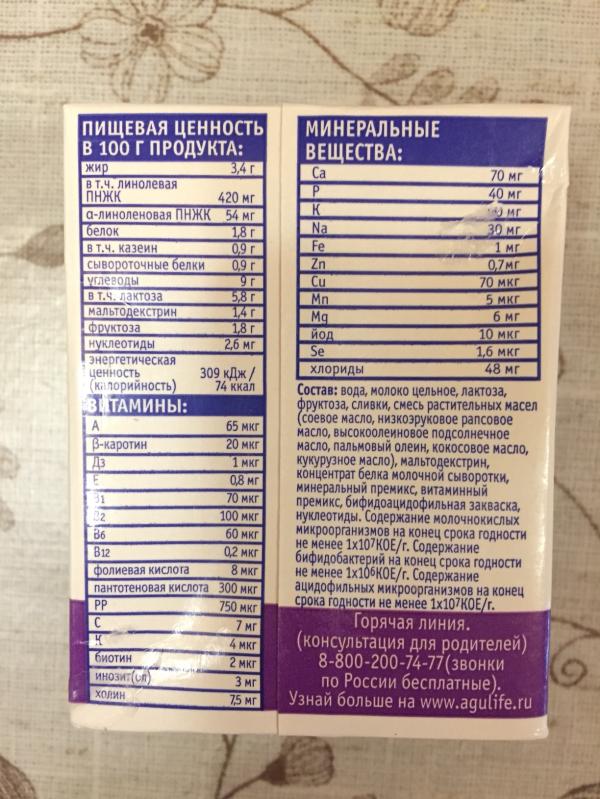 ПИЩЕВАЯ ЦЕННОСТЬ
В 100 Г ПРОДУКТА:
жир 3,4 г
в т.ч. линолевая
ПНЖК 420 мг
α-линоленовая ПНЖК 54 мг
белок 1,8 г
в т.ч. казеин 0,9 г
сывороточные белки 0,9 г
углеводы 9 г
в т.ч. лактоза 5,8 г
мальтодекстрин 1,4 г
фруктоза 1,8 г
нуклеотиды 2,6 мг
энергетическая
ценность 309 кДж /
(калорийность) 74 ккал
ВИТАМИНЫ:
А 65 мкг
β-каротин 20 мкг
Д3 1 мкг
Е 0,8 мг
В1 70 мкг
В2 100 мкг
В6 60 мкг
В12 0,2 мкг
фолиевая кислота 8 мкг
пантотеновая кислота 300 мкг
РР 750 мкг
С 7 мг
К 4 мкг
биотин 2 мкг
инозит(ол) 3 мг
холин 7,5 мг
МИНЕРАЛЬНЫЕ
ВЕЩЕСТВА:
Ca 70 мг
P 40 мг
K мг
Na 30 мг
Fe 1 мг
Zn 0,7 мг
Cu 70 мкг
Mn 5 мкг
Mg 6 мг
йод 10 мкг
Se 1,6 мкг
хлориды 48 мг
Состав: вода, молоко цельное, лактоза,
фруктоза, сливки, смесь растительных масел
(соевое масло, низкоэруковое рапсовое
масло, высокоолеиновое подсолнечное
масло, пальмовый олеин, кокосовое масло,
кукурузное масло), мальтодекстрин,
концентрат белка молочной сыворотки,
минеральный премикс, витаминный
премикс, бифидоацидофильная закваска,
нуклеотиды. Содержание молочнокислых
микроорганизмов на конец срока годности
не менее 1х10⁷КОЕ/г. Содержание
бифидобактерий на конец срока годности
не менее 1х10⁶КОЕ/г. Содержание
ацидофильных микроорганизмов на конец
срока годности не менее 1х10⁷КОЕ/г.
Горячая линия.
(консультация для родителей)
8-800-200-74-77(звонки
по России бесплатные).
Узнай больше на www.agulife.ru